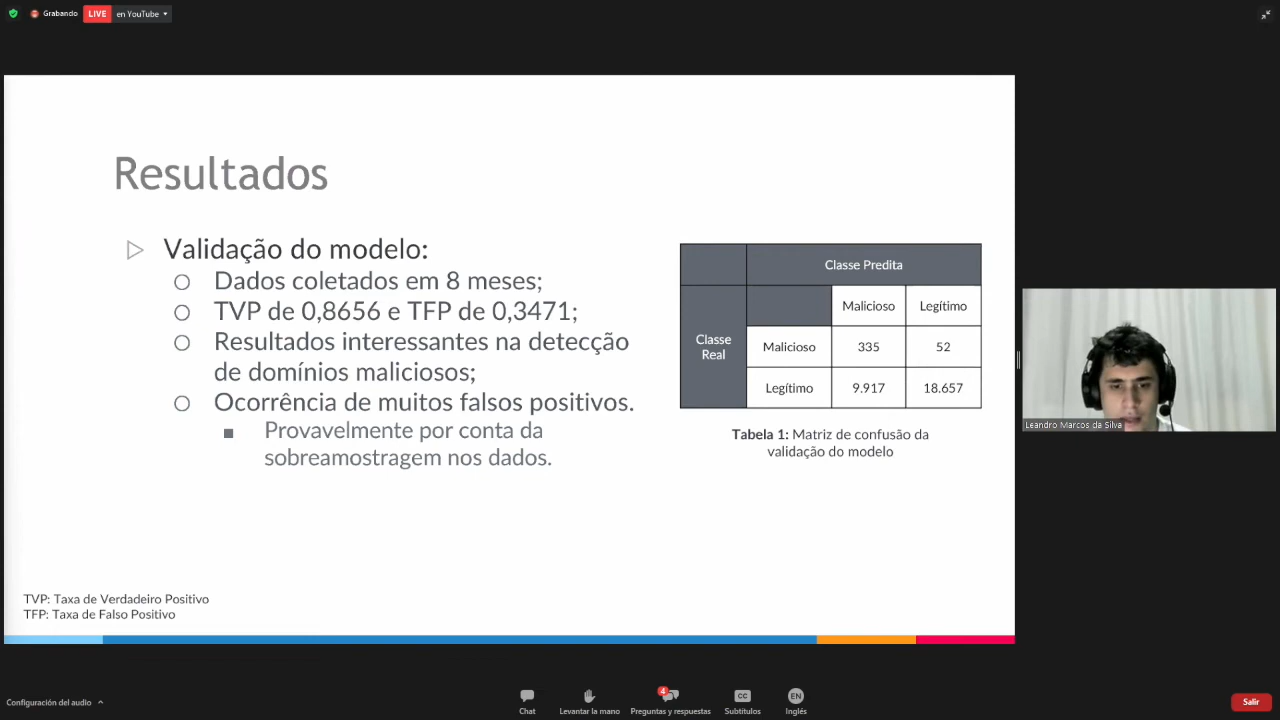 Grabando
LIVE
en YouTube
Resultados
Validação do modelo:
Dados coletados em 8 meses;
TVP de 0,8656 e TFP de 0,3471;
Resultados interessantes na detecção
de domínios maliciosos;
Ocorrência de muitos falsos positivos.
Provavelmente por conta da
sobreamostragem nos dados.
Classe Predita
Malicioso Legítimo
Classe
Real
Malicioso 335 52
Legítimo 9.917 18.657
Tabela 1: Matriz de confusão da
validação do modelo
TVP: Taxa de Verdadeiro Positivo
TFP: Taxa de Falso Positivo
Leandro Marcos da Silva
Configuración del audio
Chat
Levantar la mano
4
Preguntas y respuestas
CC
Subtítulos
EN
Inglés
Salir